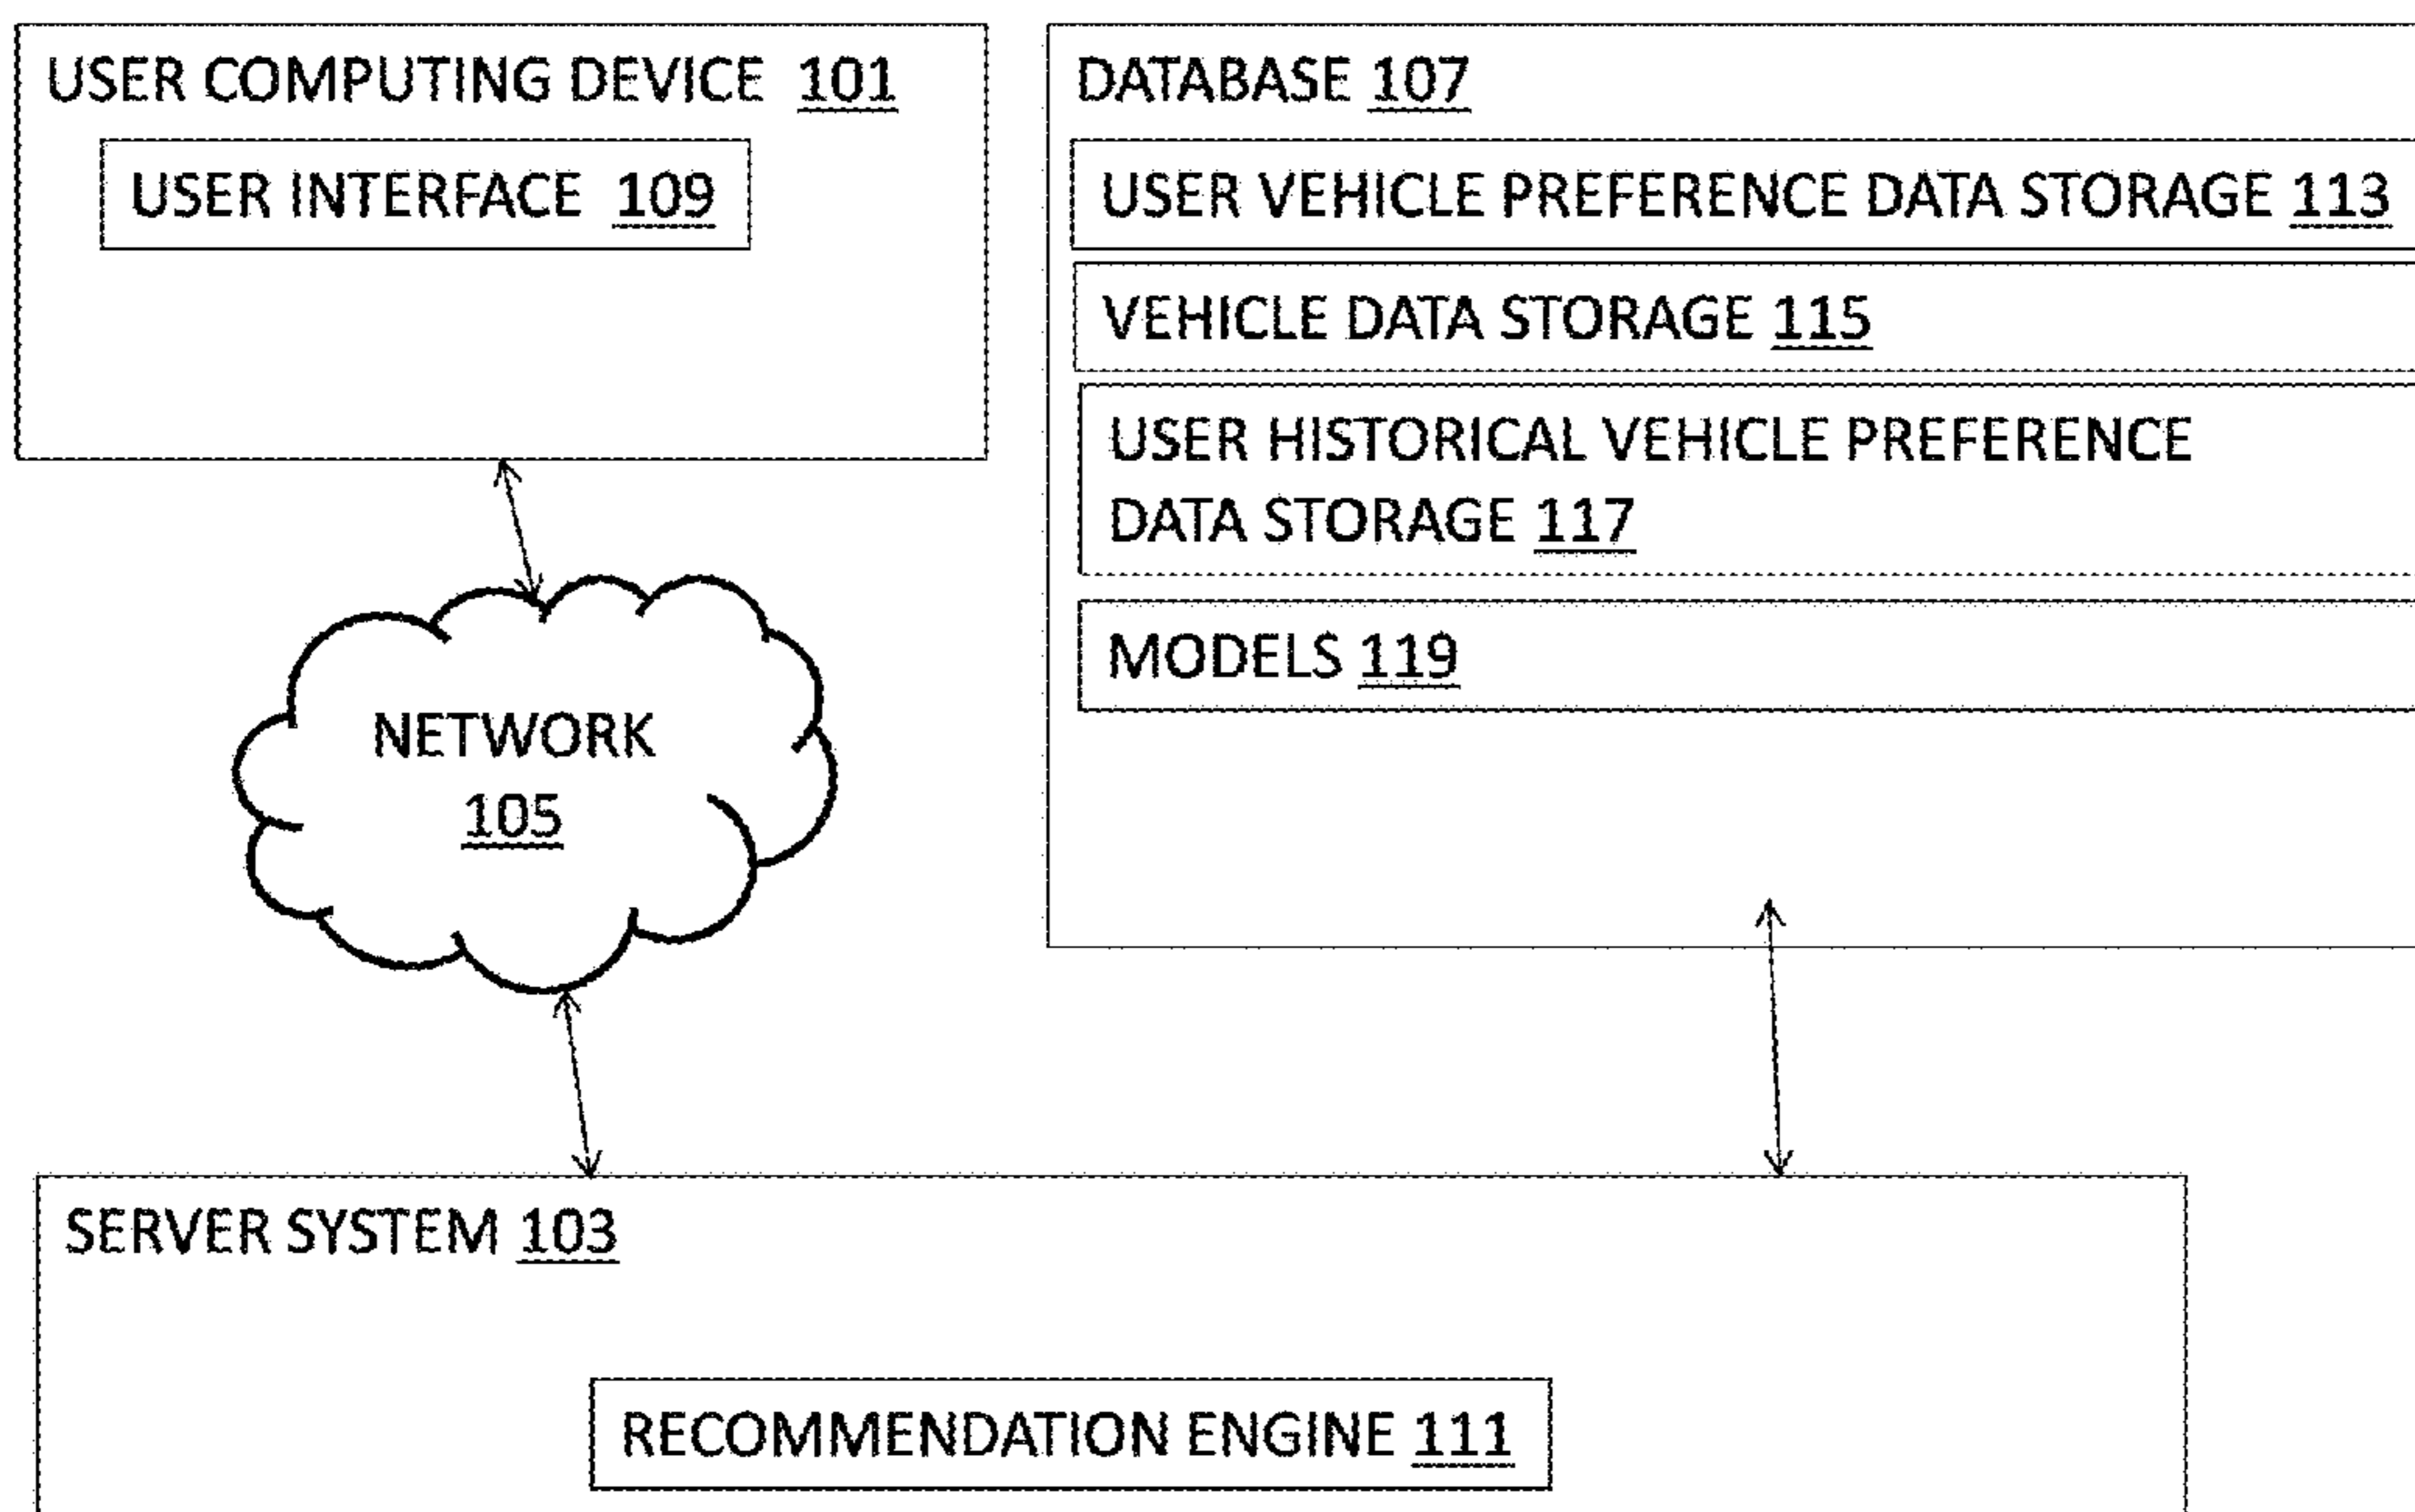 USER COMPUTING DEVICE 101
USER INTERFACE 109
DATABASE 107
USER VEHICLE PREFERENCE DATA STORAGE 113
VEHICLE DATA STORAGE 115
USER HISTORICAL VEHICLE PREFERENCE
DATA STORAGE 117
MODELS 119
NETWORK
105
SERVER SYSTEM 103
RECOMMENDATION ENGINE 111